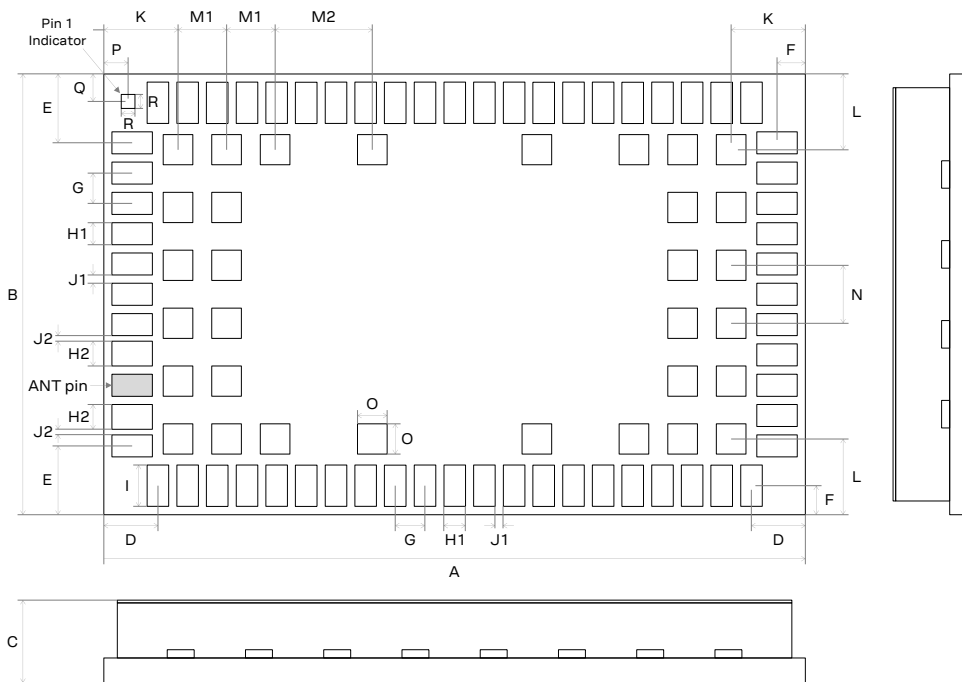 K M1 M1 M2 K
Pin 1
Indicator
P F
Q
E R L
R
G
H1
J1
B N
J2
H2
ANT pin
O
H2 O
J2
E I L
F
D G H1 J1 D
A
C